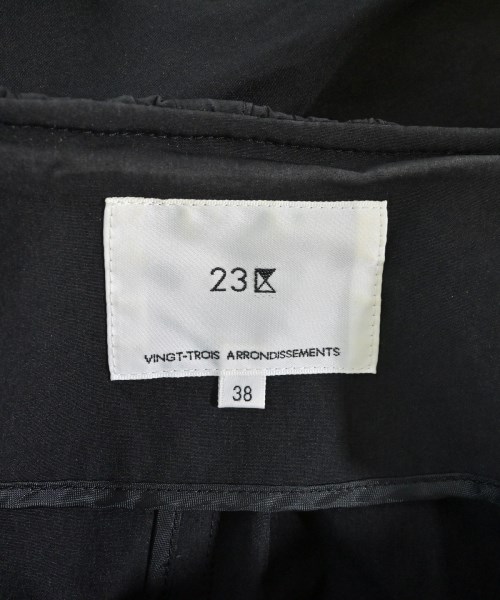 23区
VINGT-TROIS ARRONDISSEMENTS
38